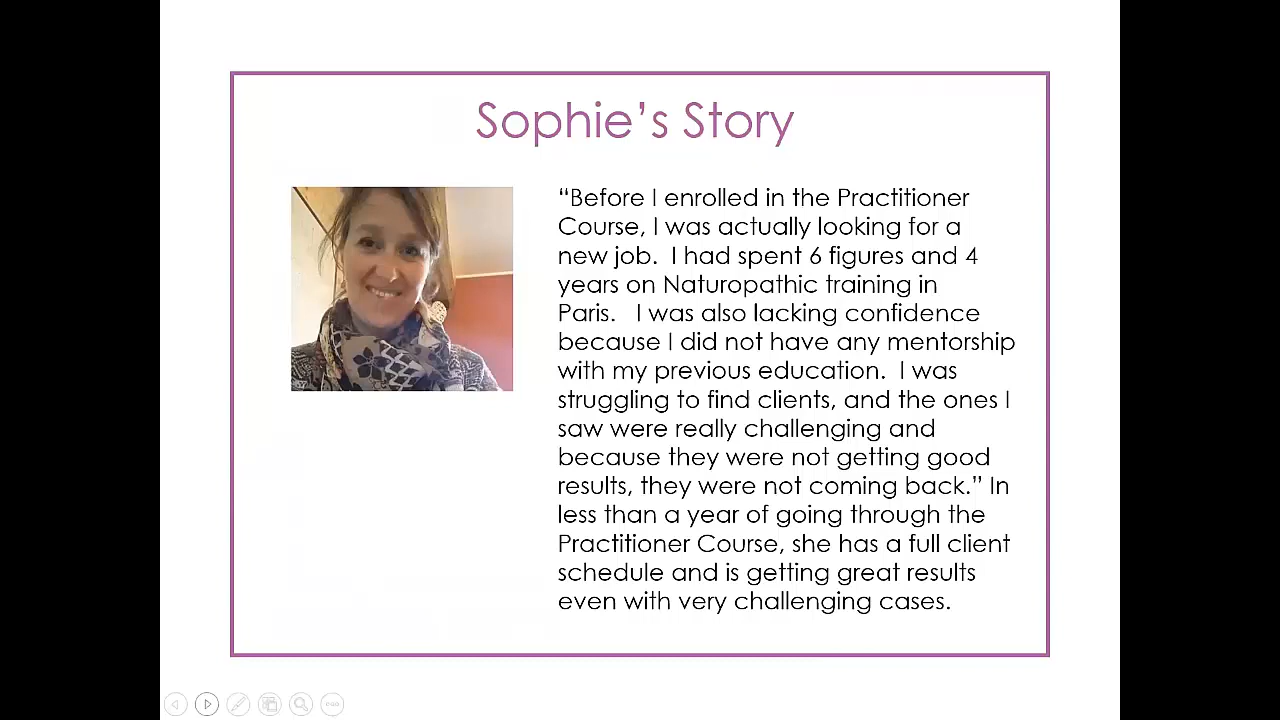 Sophie’s Story
“Before I enrolled in the Practitioner
Course, I was actually looking for a
new job.  I had spent 6 figures and 4
years on Naturopathic training in
Paris.   I was also lacking confidence
because I did not have any mentorship
with my previous education.  I was
struggling to find clients, and the ones I
saw were really challenging and
because they were not getting good
results, they were not coming back.” In
less than a year of going through the
Practitioner Course, she has a full client
schedule and is getting great results
even with very challenging cases.